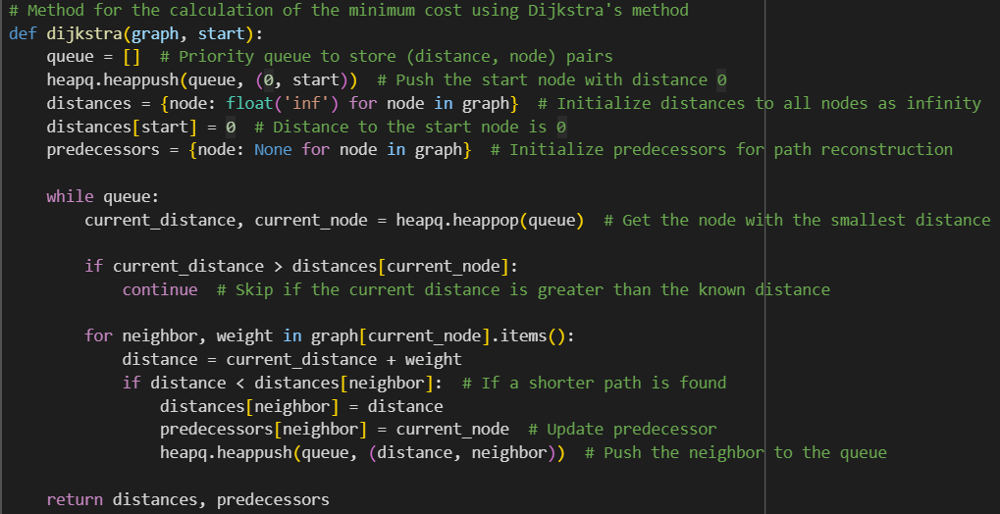 # Method for the calculation of the minimum cost using Dijkstra's method
def dijkstra(graph, start):
    queue = []  # Priority queue to store (distance, node) pairs
    heapq.heappush(queue, (0, start))  # Push the start node with distance 0
    distances = {node: float('inf') for node in graph}  # Initialize distances to all nodes as infinity
    distances[start] = 0  # Distance to the start node is 0
    predecessors = {node: None for node in graph}  # Initialize predecessors for path reconstruction

    while queue:
        current_distance, current_node = heapq.heappop(queue)  # Get the node with the smallest distance

        if current_distance > distances[current_node]:
            continue  # Skip if the current distance is greater than the known distance

        for neighbor, weight in graph[current_node].items():
            distance = current_distance + weight
            if distance < distances[neighbor]:  # If a shorter path is found
                distances[neighbor] = distance
                predecessors[neighbor] = current_node  # Update predecessor
                heapq.heappush(queue, (distance, neighbor))  # Push the neighbor to the queue

    return distances, predecessors